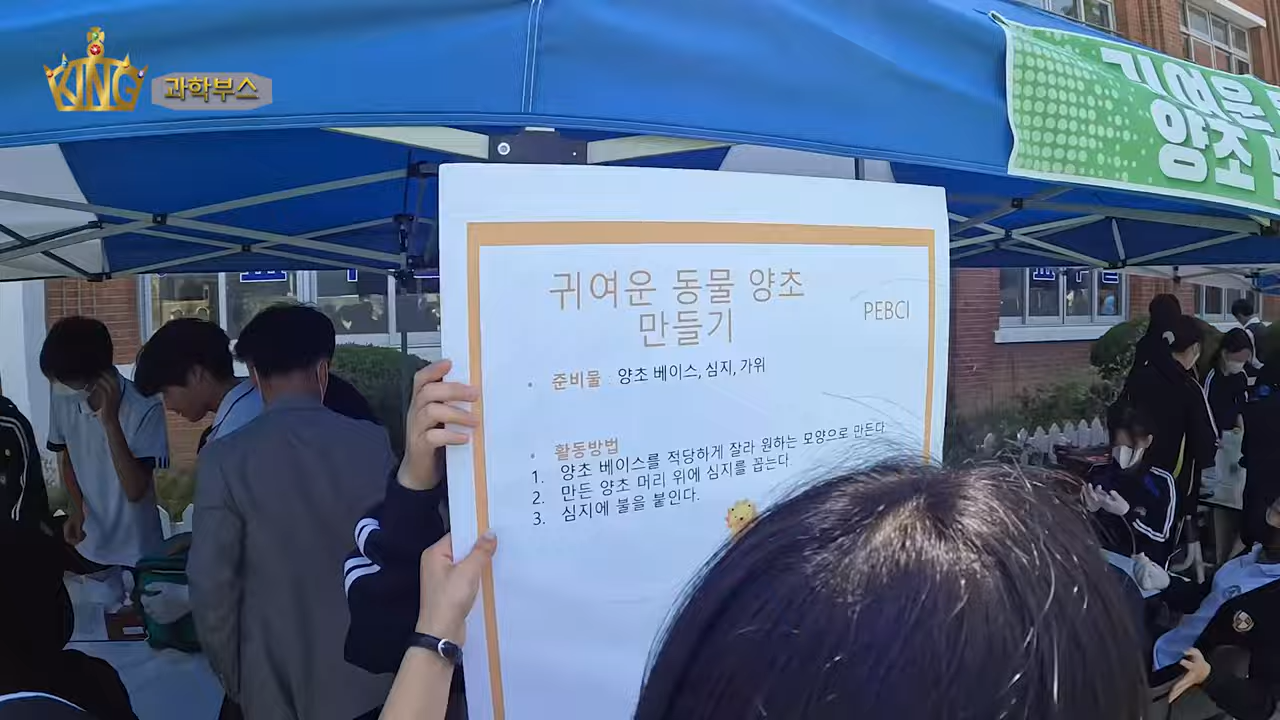 KING 과학부스
귀여운
양초
귀여운 동물 양초
만들기
PEBCI
• 준비물 : 양초 베이스, 심지, 가위
• 활동방법
1. 양초 베이스를 적당하게 잘라 원하는 모양으로 만든다
2. 만든 양초 머리 위에 심지를 꼽는다.
3. 심지에 불을 붙인다.